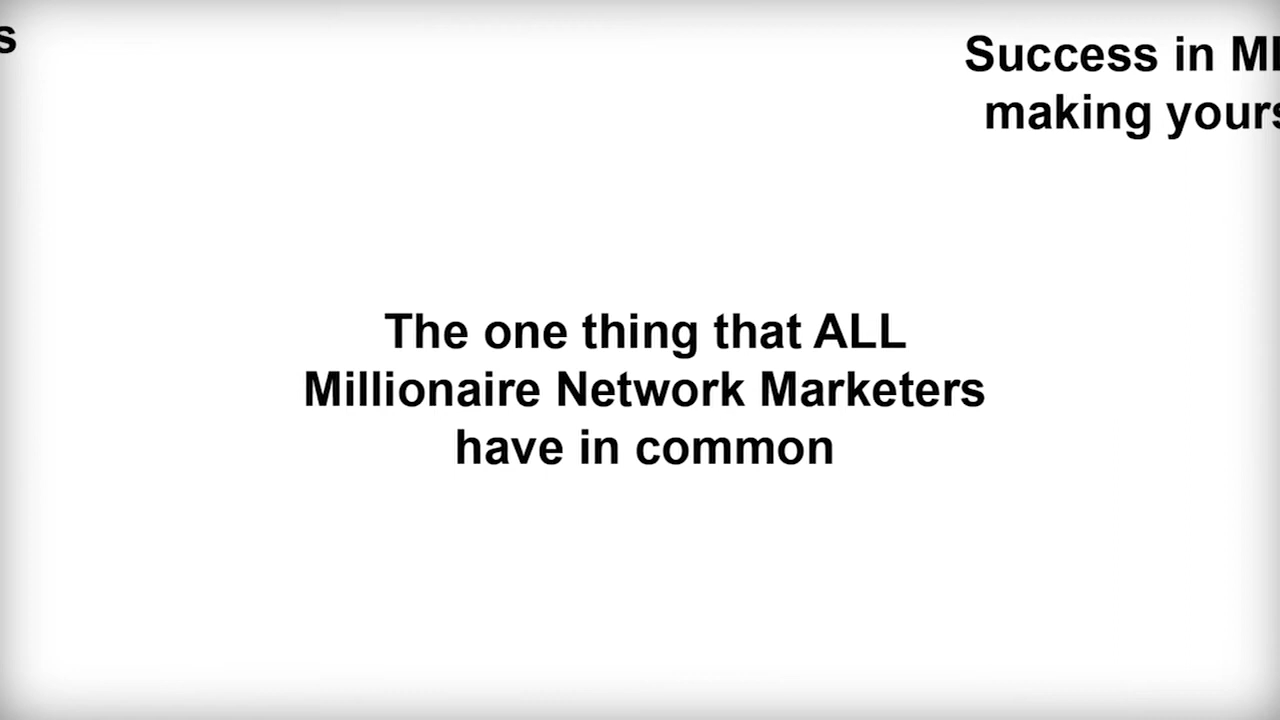 s
Success in
making
The one thing that ALL
Millionaire Network Marketers
have in common